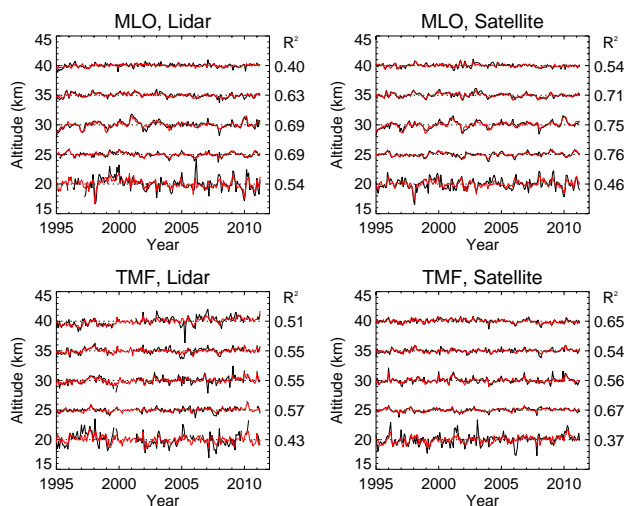 MLO, Lidar
R²
45
40
35
30
25
20
15
Altitude (km)
0.40
0.63
0.69
0.69
0.54
1995 2000 2005 2010
Year
MLO, Satellite
R²
45
40
35
30
25
20
15
Altitude (km)
0.54
0.71
0.75
0.76
0.46
1995 2000 2005 2010
Year
TMF, Lidar
R²
45
40
35
30
25
20
15
Altitude (km)
0.51
0.55
0.55
0.57
0.43
1995 2000 2005 2010
Year
TMF, Satellite
R²
45
40
35
30
25
20
15
Altitude (km)
0.65
0.54
0.56
0.67
0.37
1995 2000 2005 2010
Year